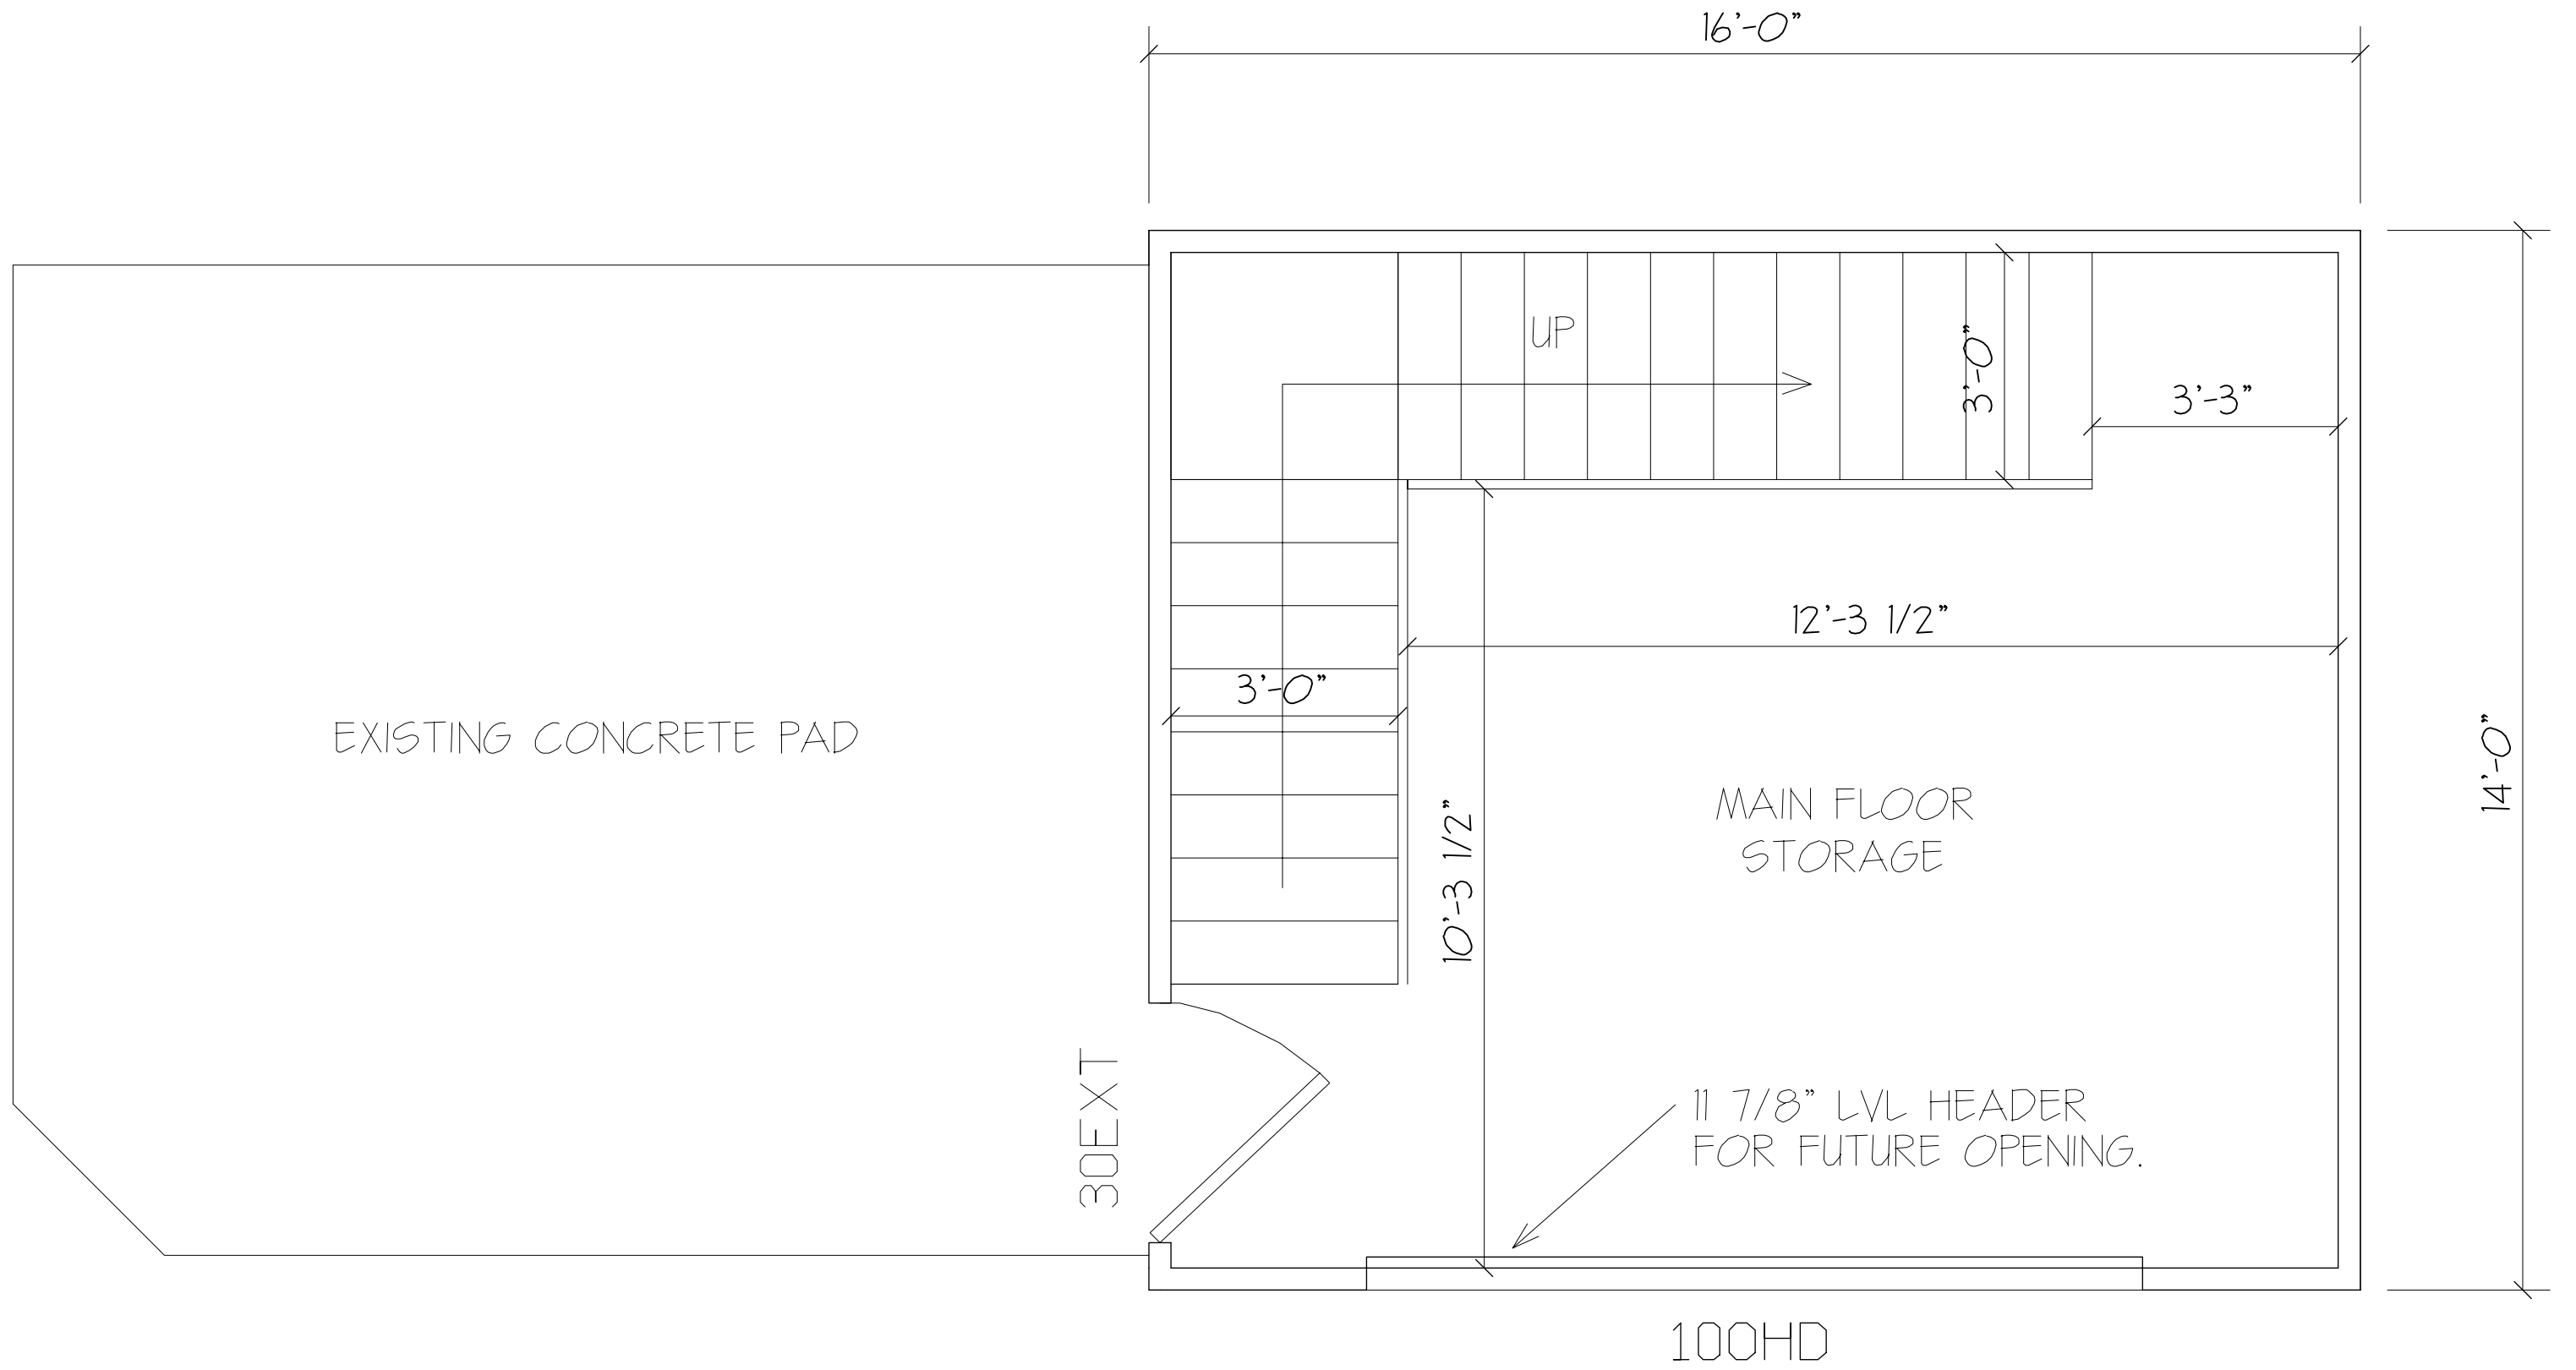 16'-0"
UP
3'-0"
3'-3"
12'-3 1/2"
3'-0"
EXISTING CONCRETE PAD
14'-0"
MAIN FLOOR
STORAGE
10'-3 1/2"
30EXT
11 7/8" LVL HEADER
FOR FUTURE OPENING.
100HD